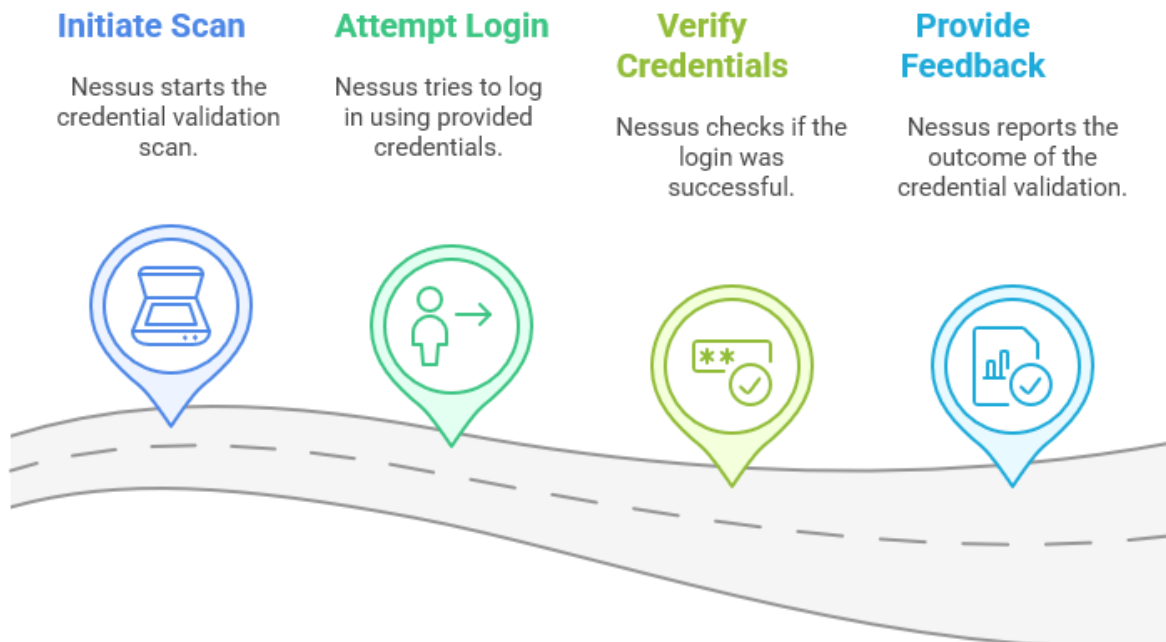 Initiate Scan
Nessus starts the
credential validation
scan.
Attempt Login
Nessus tries to log
in using provided
credentials.
Verify
Credentials
Nessus checks if the
login was
successful.
Provide
Feedback
Nessus reports the
outcome of the
credential validation.
**